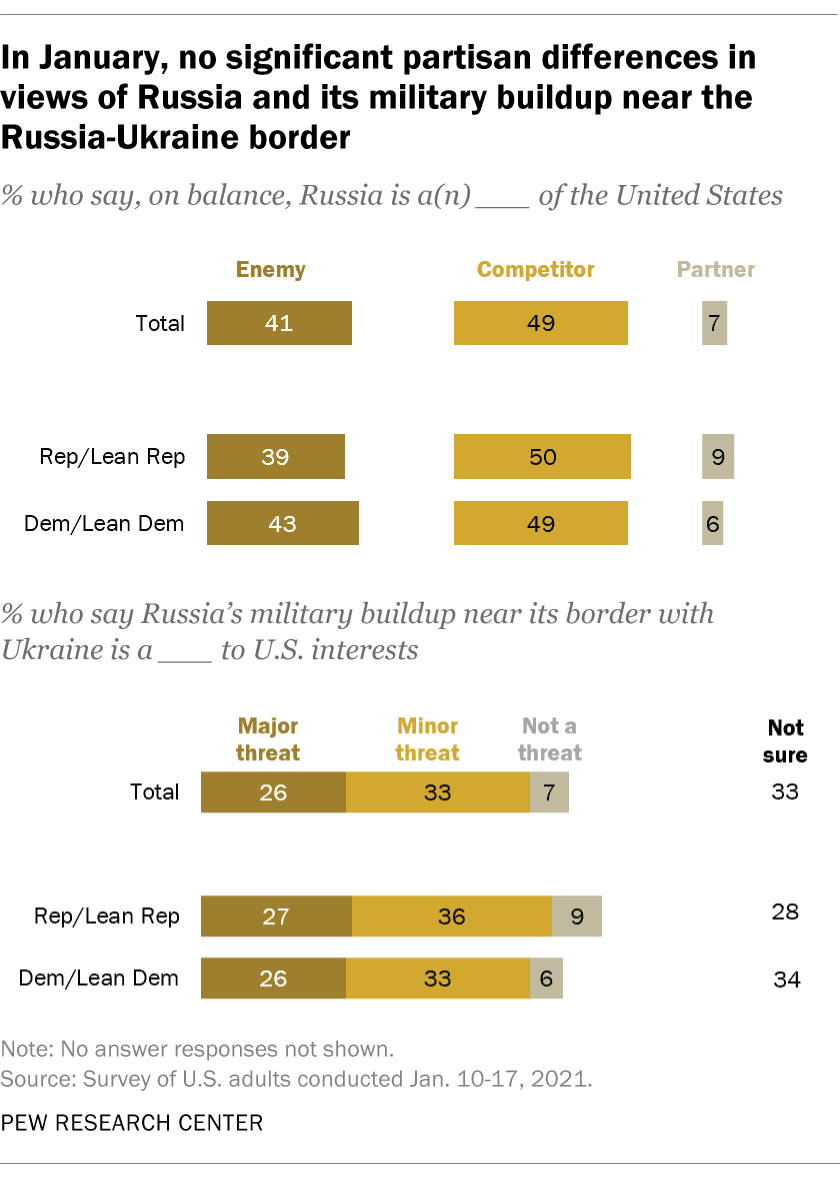 In January, no significant partisan differences in
views of Russia and its military buildup near the
Russia-Ukraine border
% who say, on balance, Russia is a(n) ___ of the United States
Enemy Competitor Partner
Total 41 49 7
Rep/Lean Rep 39 50 9
Dem/Lean Dem 43 49 6
% who say Russia's military buildup near its border with
Ukraine is a ___ to U.S. interests
Major Minor Not a Not
threat threat threat sure
Total 26 33 7 33
Rep/Lean Rep 27 36 9 28
Dem/Lean Dem 26 33 6 34
Note: No answer responses not shown.
Source: Survey of U.S. adults conducted Jan. 10-17, 2021.
PEW RESEARCH CENTER